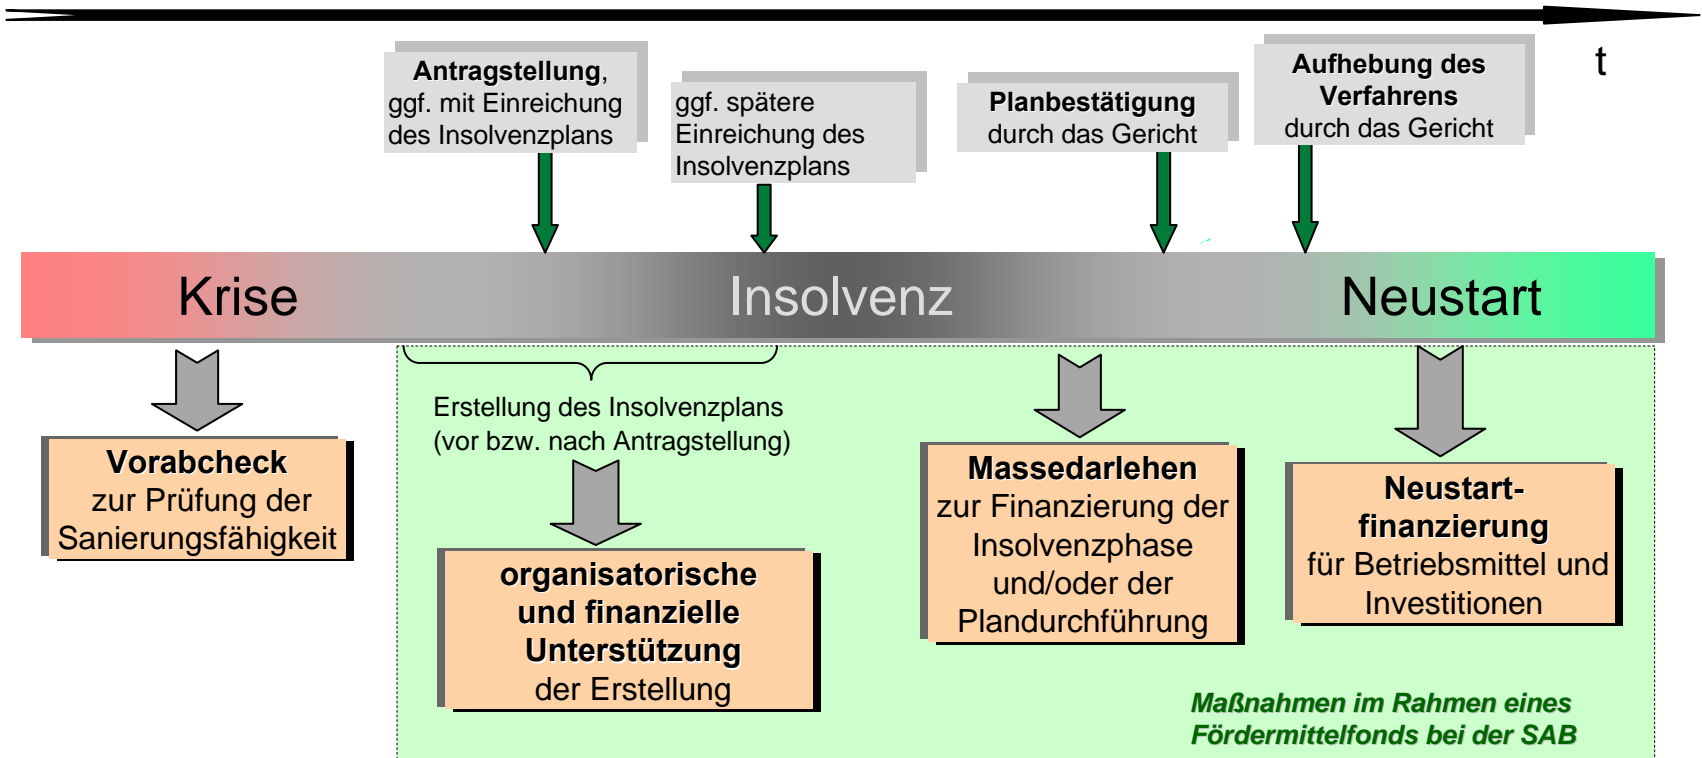 t
Antragstellung,
ggf. mit Einreichung
des Insolvenzplans
ggf. spätere
Einreichung des
Insolvenzplans
Planbestätigung
durch das Gericht
Aufhebung des
Verfahrens
durch das Gericht
Krise
Insolvenz
Neustart
Vorabcheck
zur Prüfung der
Sanierungsfähigkeit
Erstellung des Insolvenzplans
(vor bzw. nach Antragstellung)
organisatorische
und finanzielle
Unterstützung
der Erstellung
Massedarlehen
zur Finanzierung der
Insolvenzphase
und/oder der
Plandurchführung
Neustart-
finanzierung
für Betriebsmittel und
Investitionen
Maßnahmen im Rahmen eines
Fördermittelfonds bei der SAB